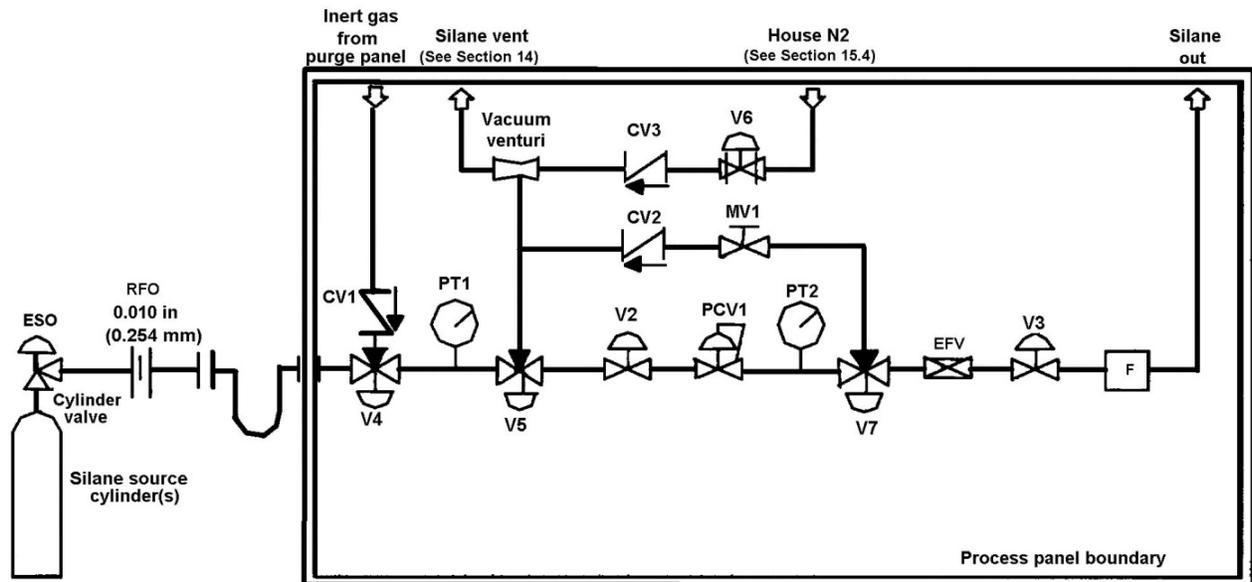 Inert gas
from
purge panel
Silane vent
(See Section 14)
House N2
(See Section 15.4)
Silane
out
Vacuum
venturi
CV3
V6
CV2
MV1
RFO
0.010 in
(0.254 mm)
ESO
CV1
PT1
V2
PCV1
PT2
EFV
V3
F
Cylinder
valve
V4
V5
V7
Silane source
cylinder(s)
Process panel boundary